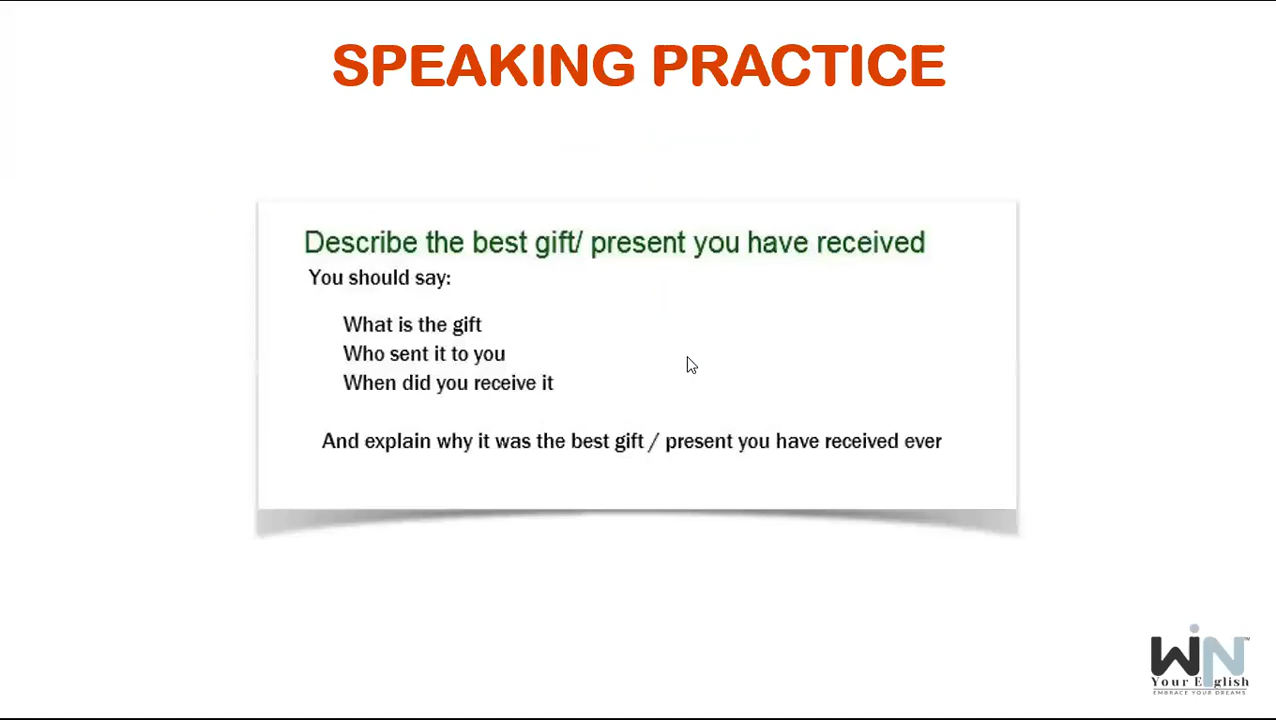 SPEAKING PRACTICE
Describe the best gift/ present you have received
You should say:
What is the gift
Who sent it to you
When did you receive it
And explain why it was the best gift / present you have received ever
WiN™
Your English
EMBRACE YOUR DREAMS